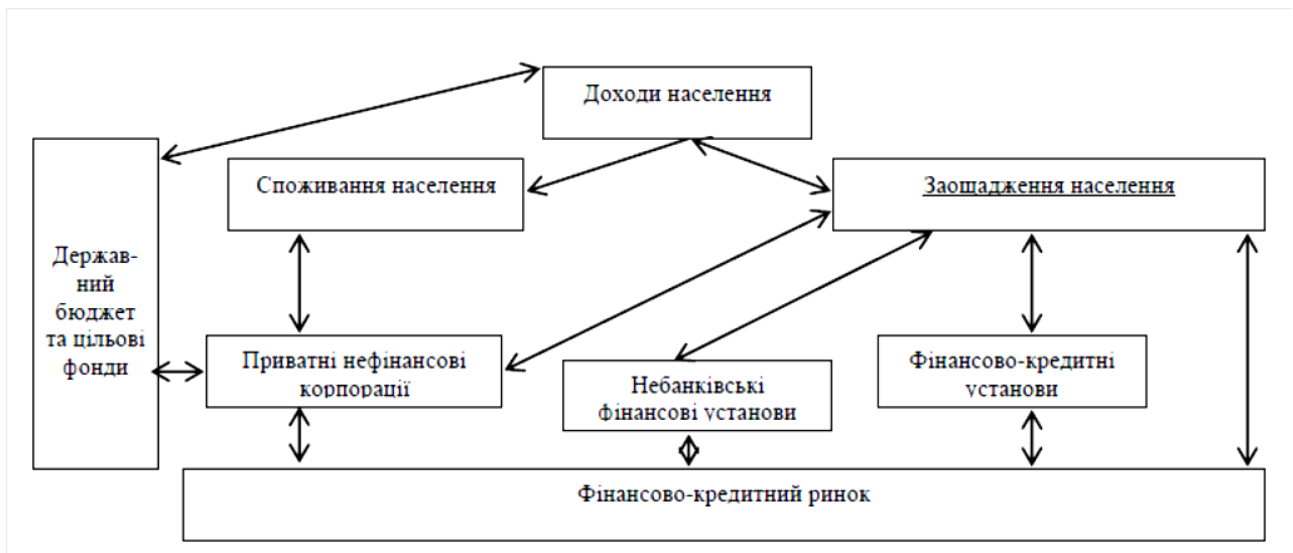 Доходи населення
Споживання населення
Заощадження населення
Держав-
ний
бюджет
та цільові
фонди
Приватні нефінансові
корпорації
Небанківські
фінансові установи
Фінансово-кредитні
установи
Фінансово-кредитний ринок